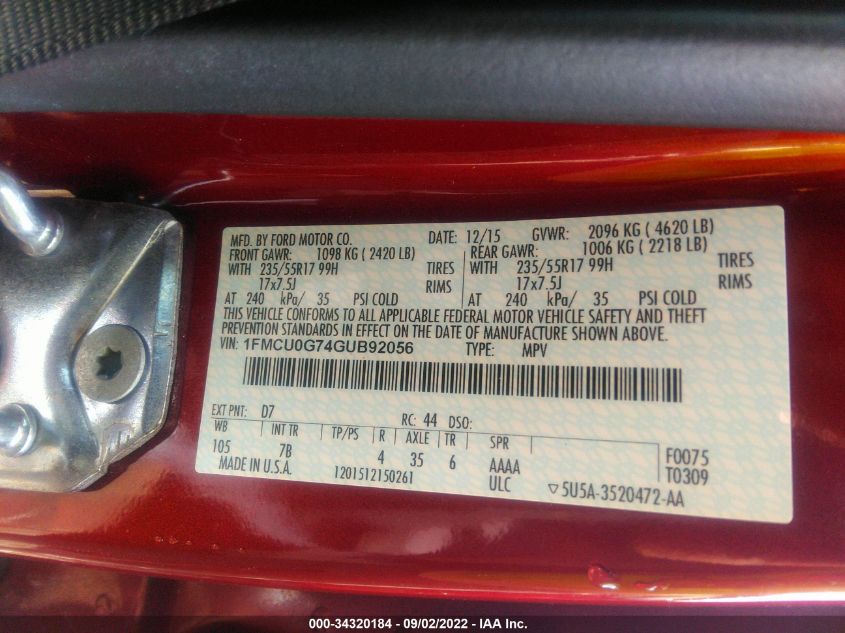 MFD. BY FORD MOTOR CO. DATE: 12/15 GVWR: 2096 KG ( 4620 LB)
FRONT GAWR: 1098 KG ( 2420 LB) REAR GAWR: 1006 KG ( 2218 LB)
WITH 235/55R17 99H TIRES WITH 235/55R17 99H TIRES
17x7.5J RIMS 17x7.5J RIMS
AT 240 kPa/ 35 PSI COLD AT 240 kPa/ 35 PSI COLD
THIS VEHICLE CONFORMS TO ALL APPLICABLE FEDERAL MOTOR VEHICLE SAFETY AND THEFT
PREVENTION STANDARDS IN EFFECT ON THE DATE OF MANUFACTURE SHOWN ABOVE.
VIN: 1FMCU0G74GUB92056 TYPE: MPV
EXT PNT: D7 RC: 44 DSO:
WB INT TR TP/PS R AXLE TR SPR
105 7B 4 35 6 AAAA F0075
MADE IN U.S.A. 1201512150261 ULC T0309
▽5U5A-3520472-AA
000-34320184 - 09/02/2022 - IAA Inc.